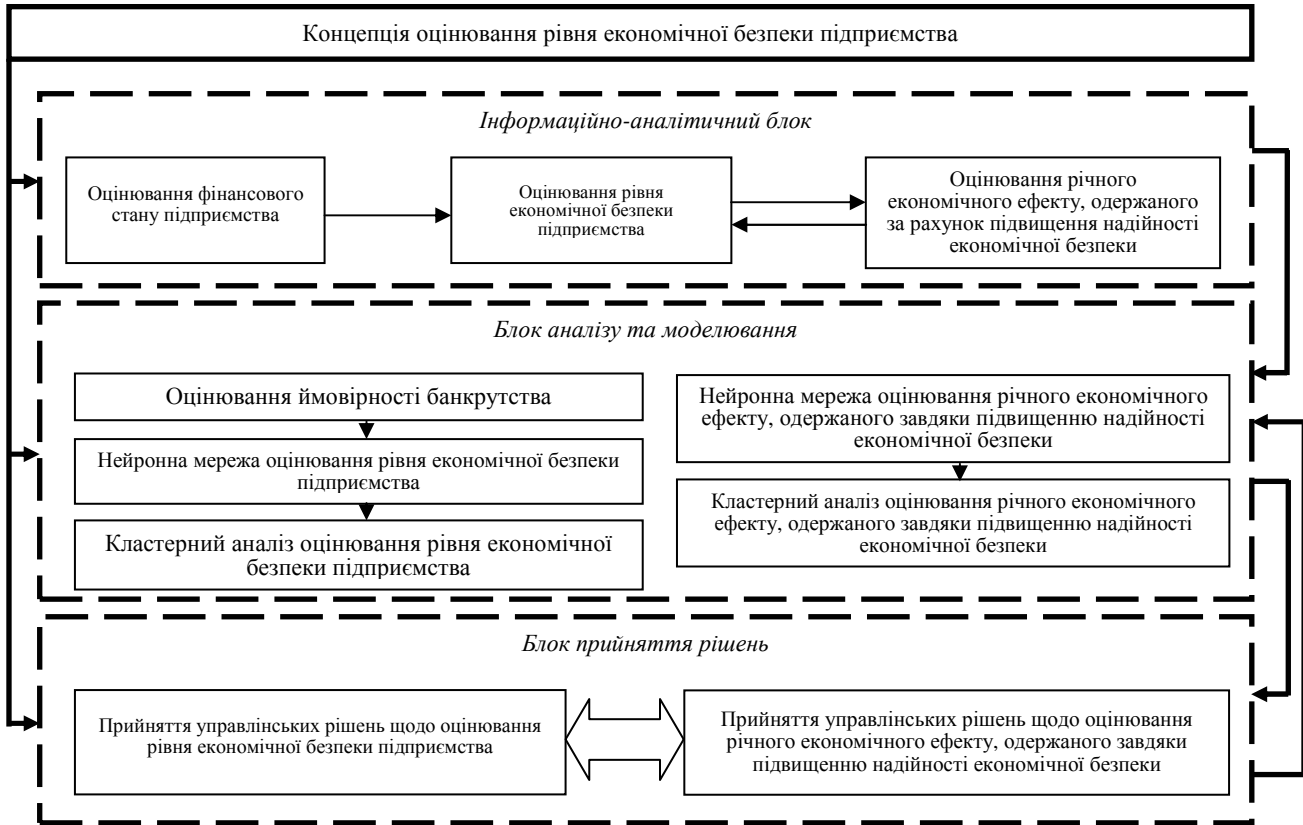 Концепція оцінювання рівня економічної безпеки підприємства
Інформаційно-аналітичний блок
Оцінювання фінансового
стану підприємства
Оцінювання рівня
економічної безпеки
підприємства
Оцінювання річного
економічного ефекту, одержаного
за рахунок підвищення надійності
економічної безпеки
Блок аналізу та моделювання
Оцінювання ймовірності банкрутства
Нейронна мережа оцінювання рівня економічної безпеки
підприємства
Кластерний аналіз оцінювання рівня економічної
безпеки підприємства
Нейронна мережа оцінювання річного економічного
ефекту, одержаного завдяки підвищенню надійності
економічної безпеки
Кластерний аналіз оцінювання річного економічного
ефекту, одержаного завдяки підвищенню надійності
економічної безпеки
Блок прийняття рішень
Прийняття управлінських рішень щодо оцінювання
рівня економічної безпеки підприємства
Прийняття управлінських рішень щодо оцінювання
річного економічного ефекту, одержаного завдяки
підвищенню надійності економічної безпеки